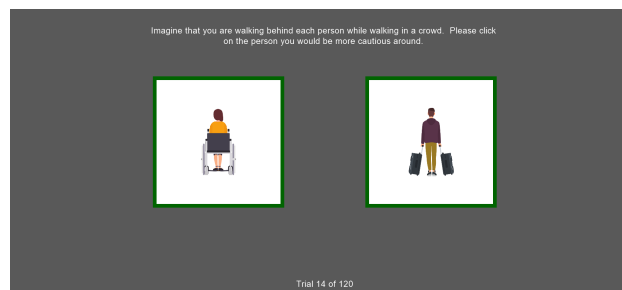 Imagine that you are walking behind each person while walking in a crowd.  Please click
on the person you would be more cautious around.
Trial 14 of 120